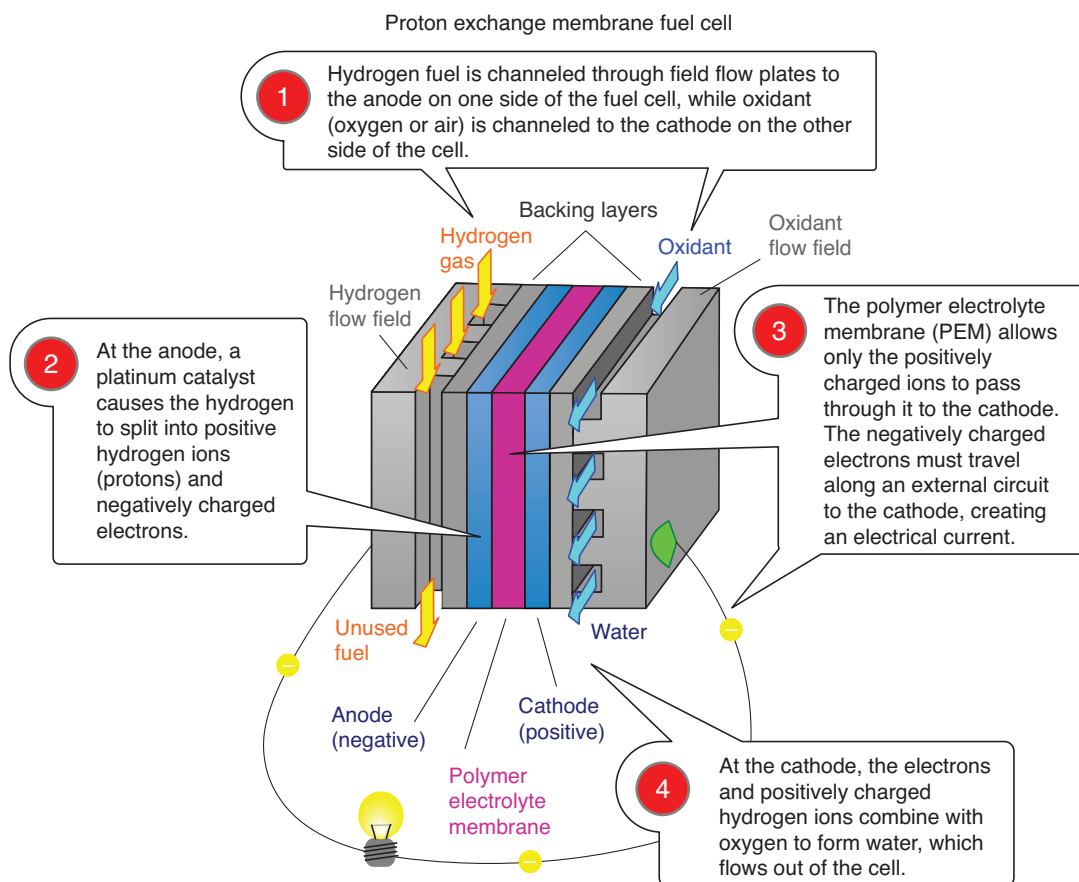 Proton exchange membrane fuel cell
1
Hydrogen fuel is channeled through field flow plates to
the anode on one side of the fuel cell, while oxidant
(oxygen or air) is channeled to the cathode on the other
side of the cell.
Backing layers
Hydrogen
gas
Oxidant
Oxidant
flow field
Hydrogen
flow field
2
At the anode, a
platinum catalyst
causes the hydrogen
to split into positive
hydrogen ions
(protons) and
negatively charged
electrons.
3
The polymer electrolyte
membrane (PEM) allows
only the positively
charged ions to pass
through it to the cathode.
The negatively charged
electrons must travel
along an external circuit
to the cathode, creating
an electrical current.
Unused
fuel
Water
−
−
Anode
(negative)
Cathode
(positive)
Polymer
electrolyte
membrane
4
At the cathode, the electrons
and positively charged
hydrogen ions combine with
oxygen to form water, which
flows out of the cell.
−